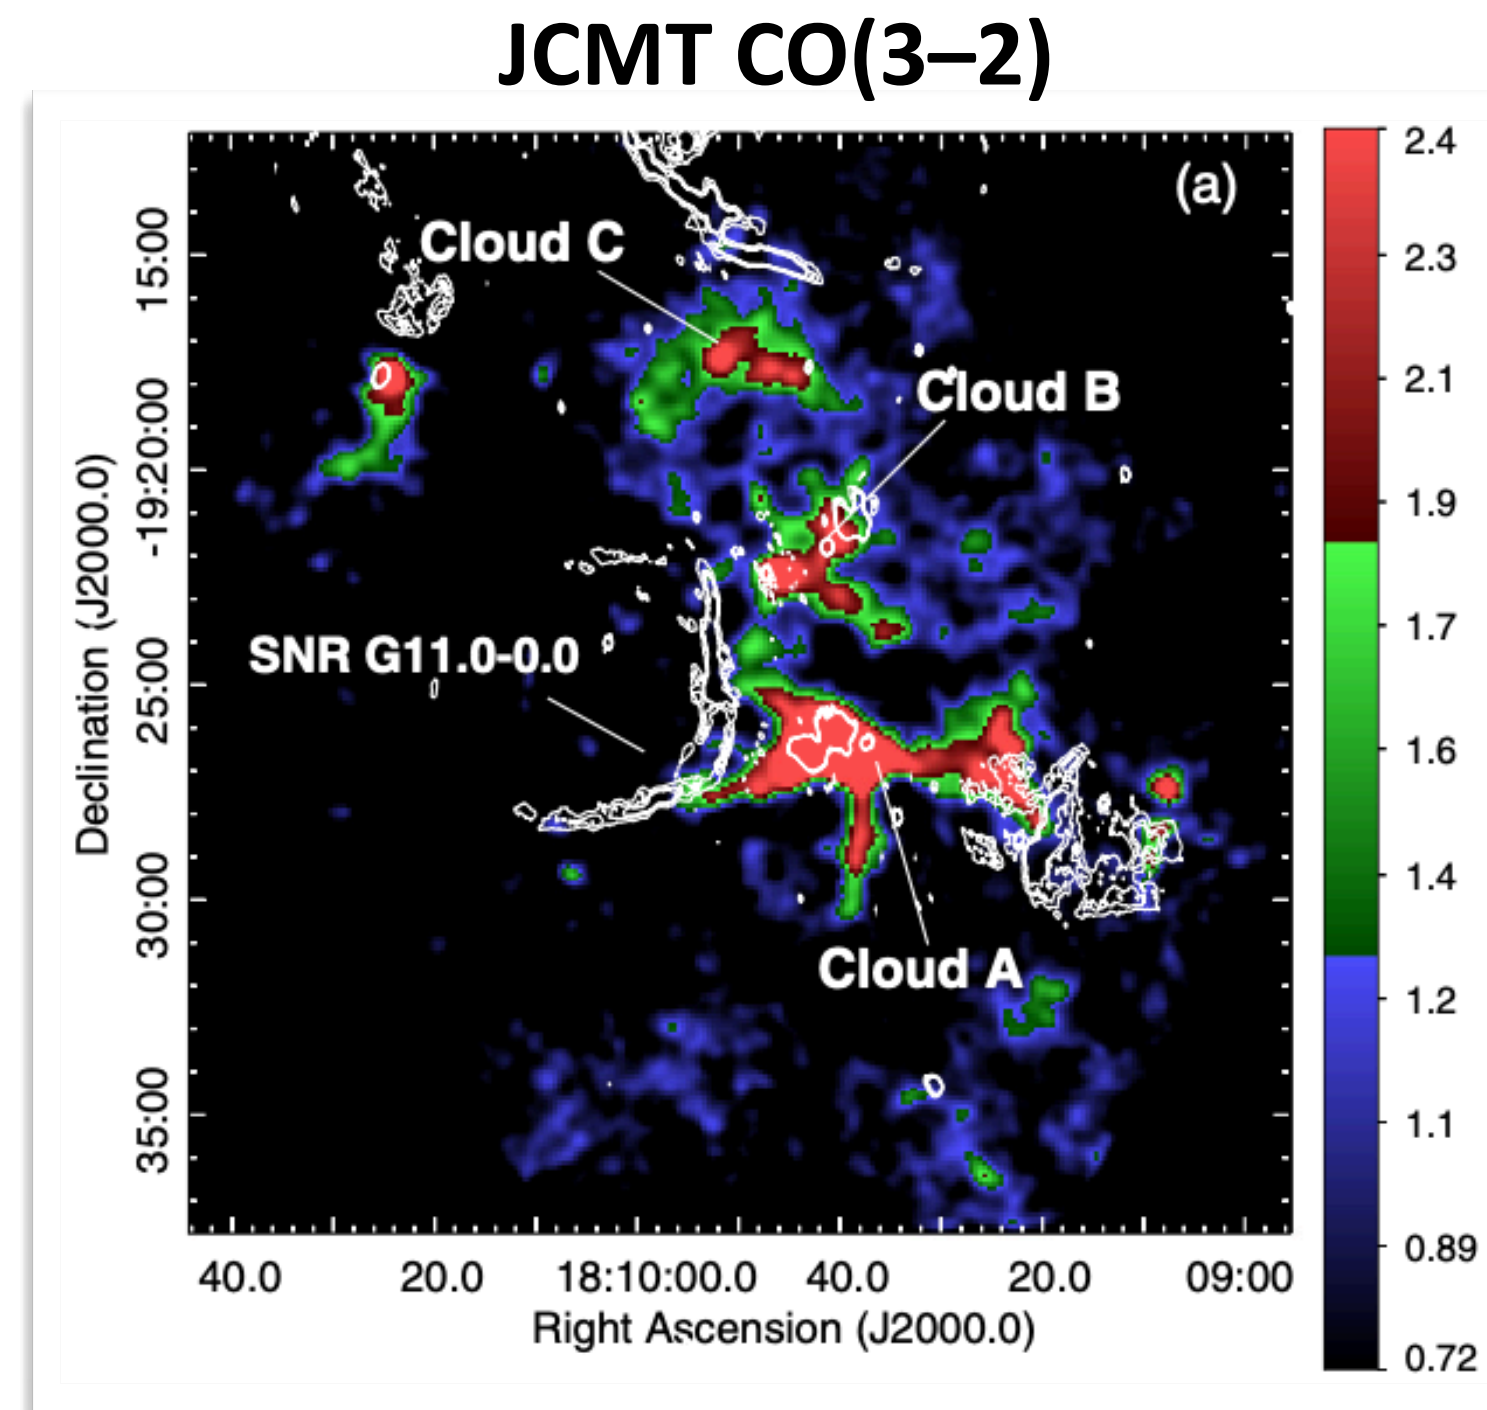 JCMT CO(3–2)
(a)
Cloud C
Cloud B
SNR G11.0-0.0
Cloud A
15:00
-19:20:00
25:00
30:00
35:00
Declination (J2000.0)
40.0 20.0 18:10:00.0 40.0 20.0 09:00
Right Ascension (J2000.0)
2.4
2.3
2.1
1.9
1.7
1.6
1.4
1.2
1.1
0.89
0.72